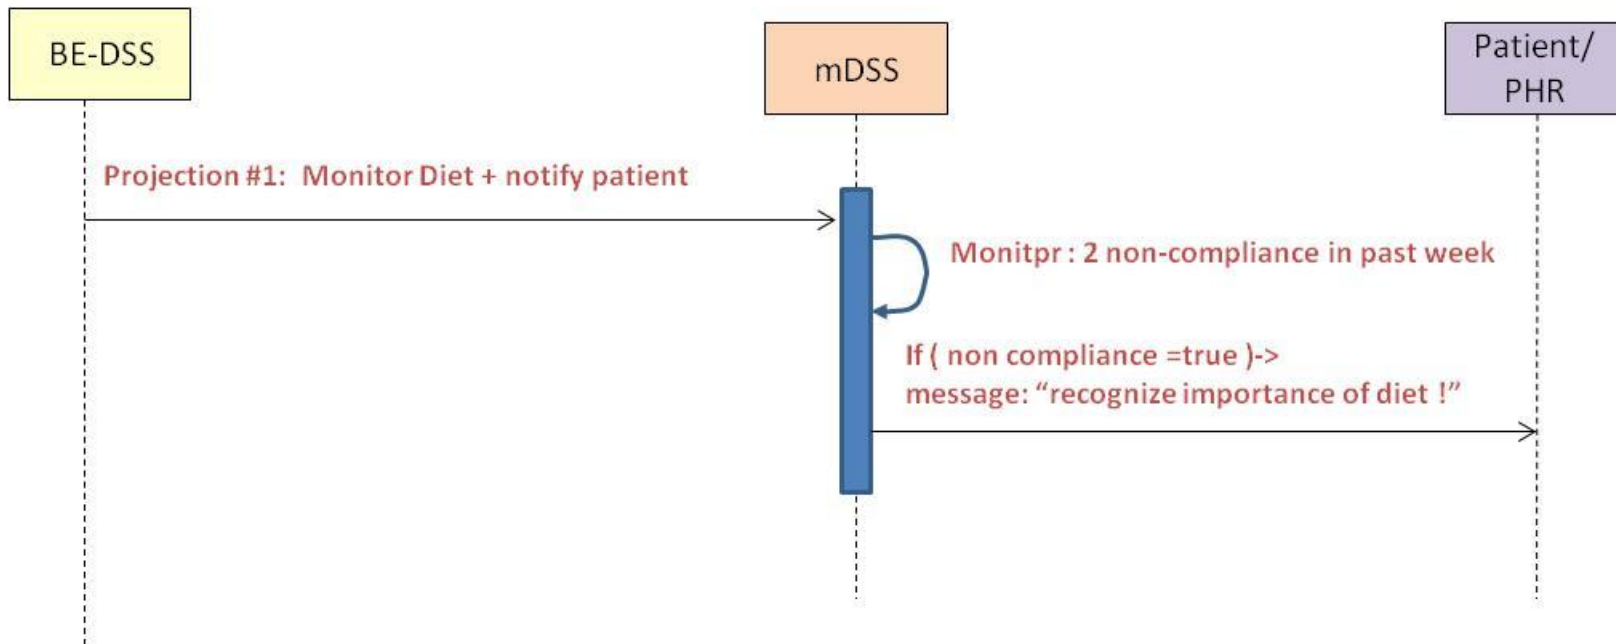 BE-DSS
mDSS
Patient/
PHR
Projection #1:  Monitor Diet + notify patient
Monitpr : 2 non-compliance in past week
If ( non compliance =true )->
message: “recognize importance of diet !”